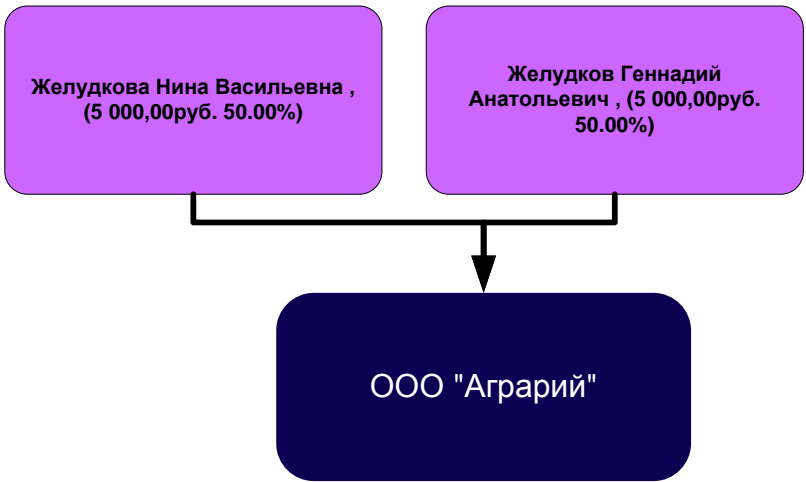 Желудкова Нина Васильевна ,
(5 000,00руб. 50.00%)
Желудков Геннадий
Анатольевич , (5 000,00руб.
50.00%)
ООО "Аграрий"